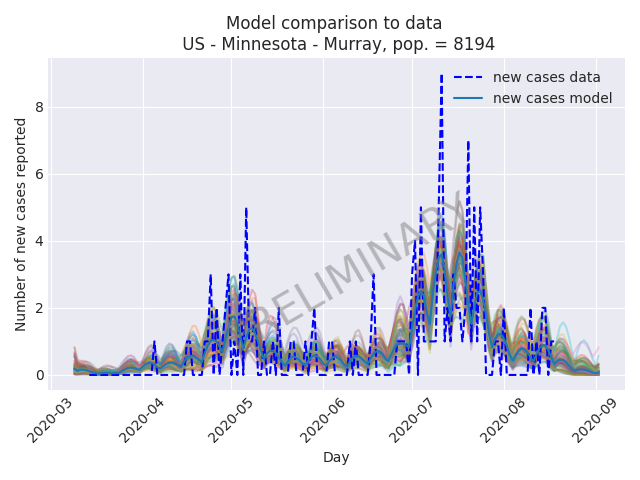 Model comparison to data
US - Minnesota - Murray, pop. = 8194
new cases data
new cases model
PRELIMINARY
Number of new cases reported
8
6
4
2
0
2020-03
2020-04
2020-05
2020-06
2020-07
2020-08
2020-09
Day